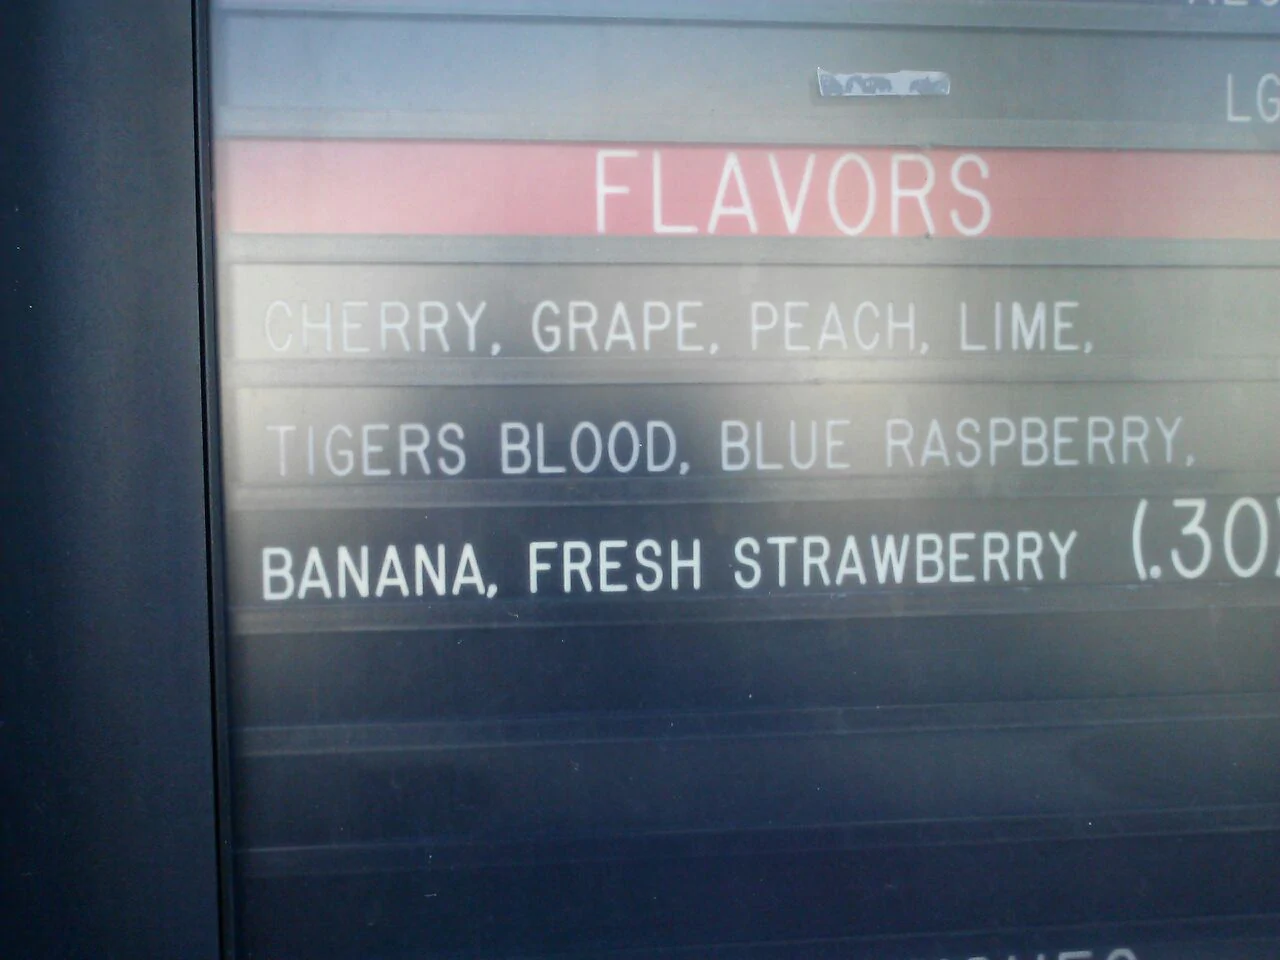 LG
FLAVORS
CHERRY, GRAPE, PEACH, LIME,
TIGERS BLOOD, BLUE RASPBERRY,
BANANA, FRESH STRAWBERRY (.30)